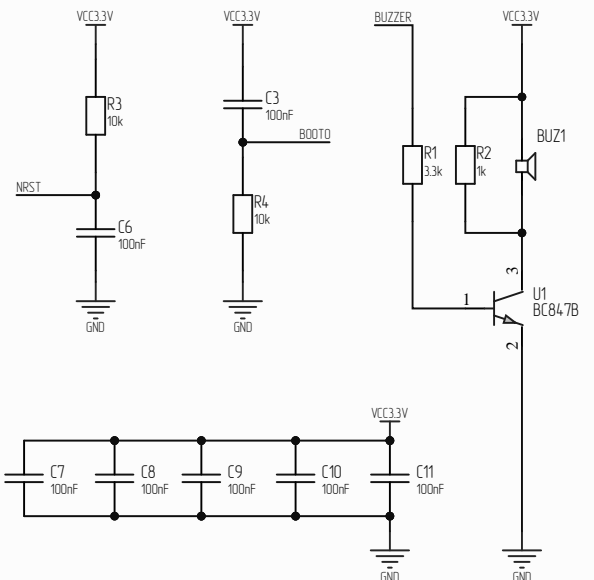 VCC3.3V
R3
10k
NRST
C6
100nF
GND
VCC3.3V
C3
100nF
BOOT0
R4
10k
GND
BUZZER
R1
3.3k
VCC3.3V
R2
1k
BUZ1
3
1
U1
BC847B
2
GND
VCC3.3V
C7
100nF
C8
100nF
C9
100nF
C10
100nF
C11
100nF
GND